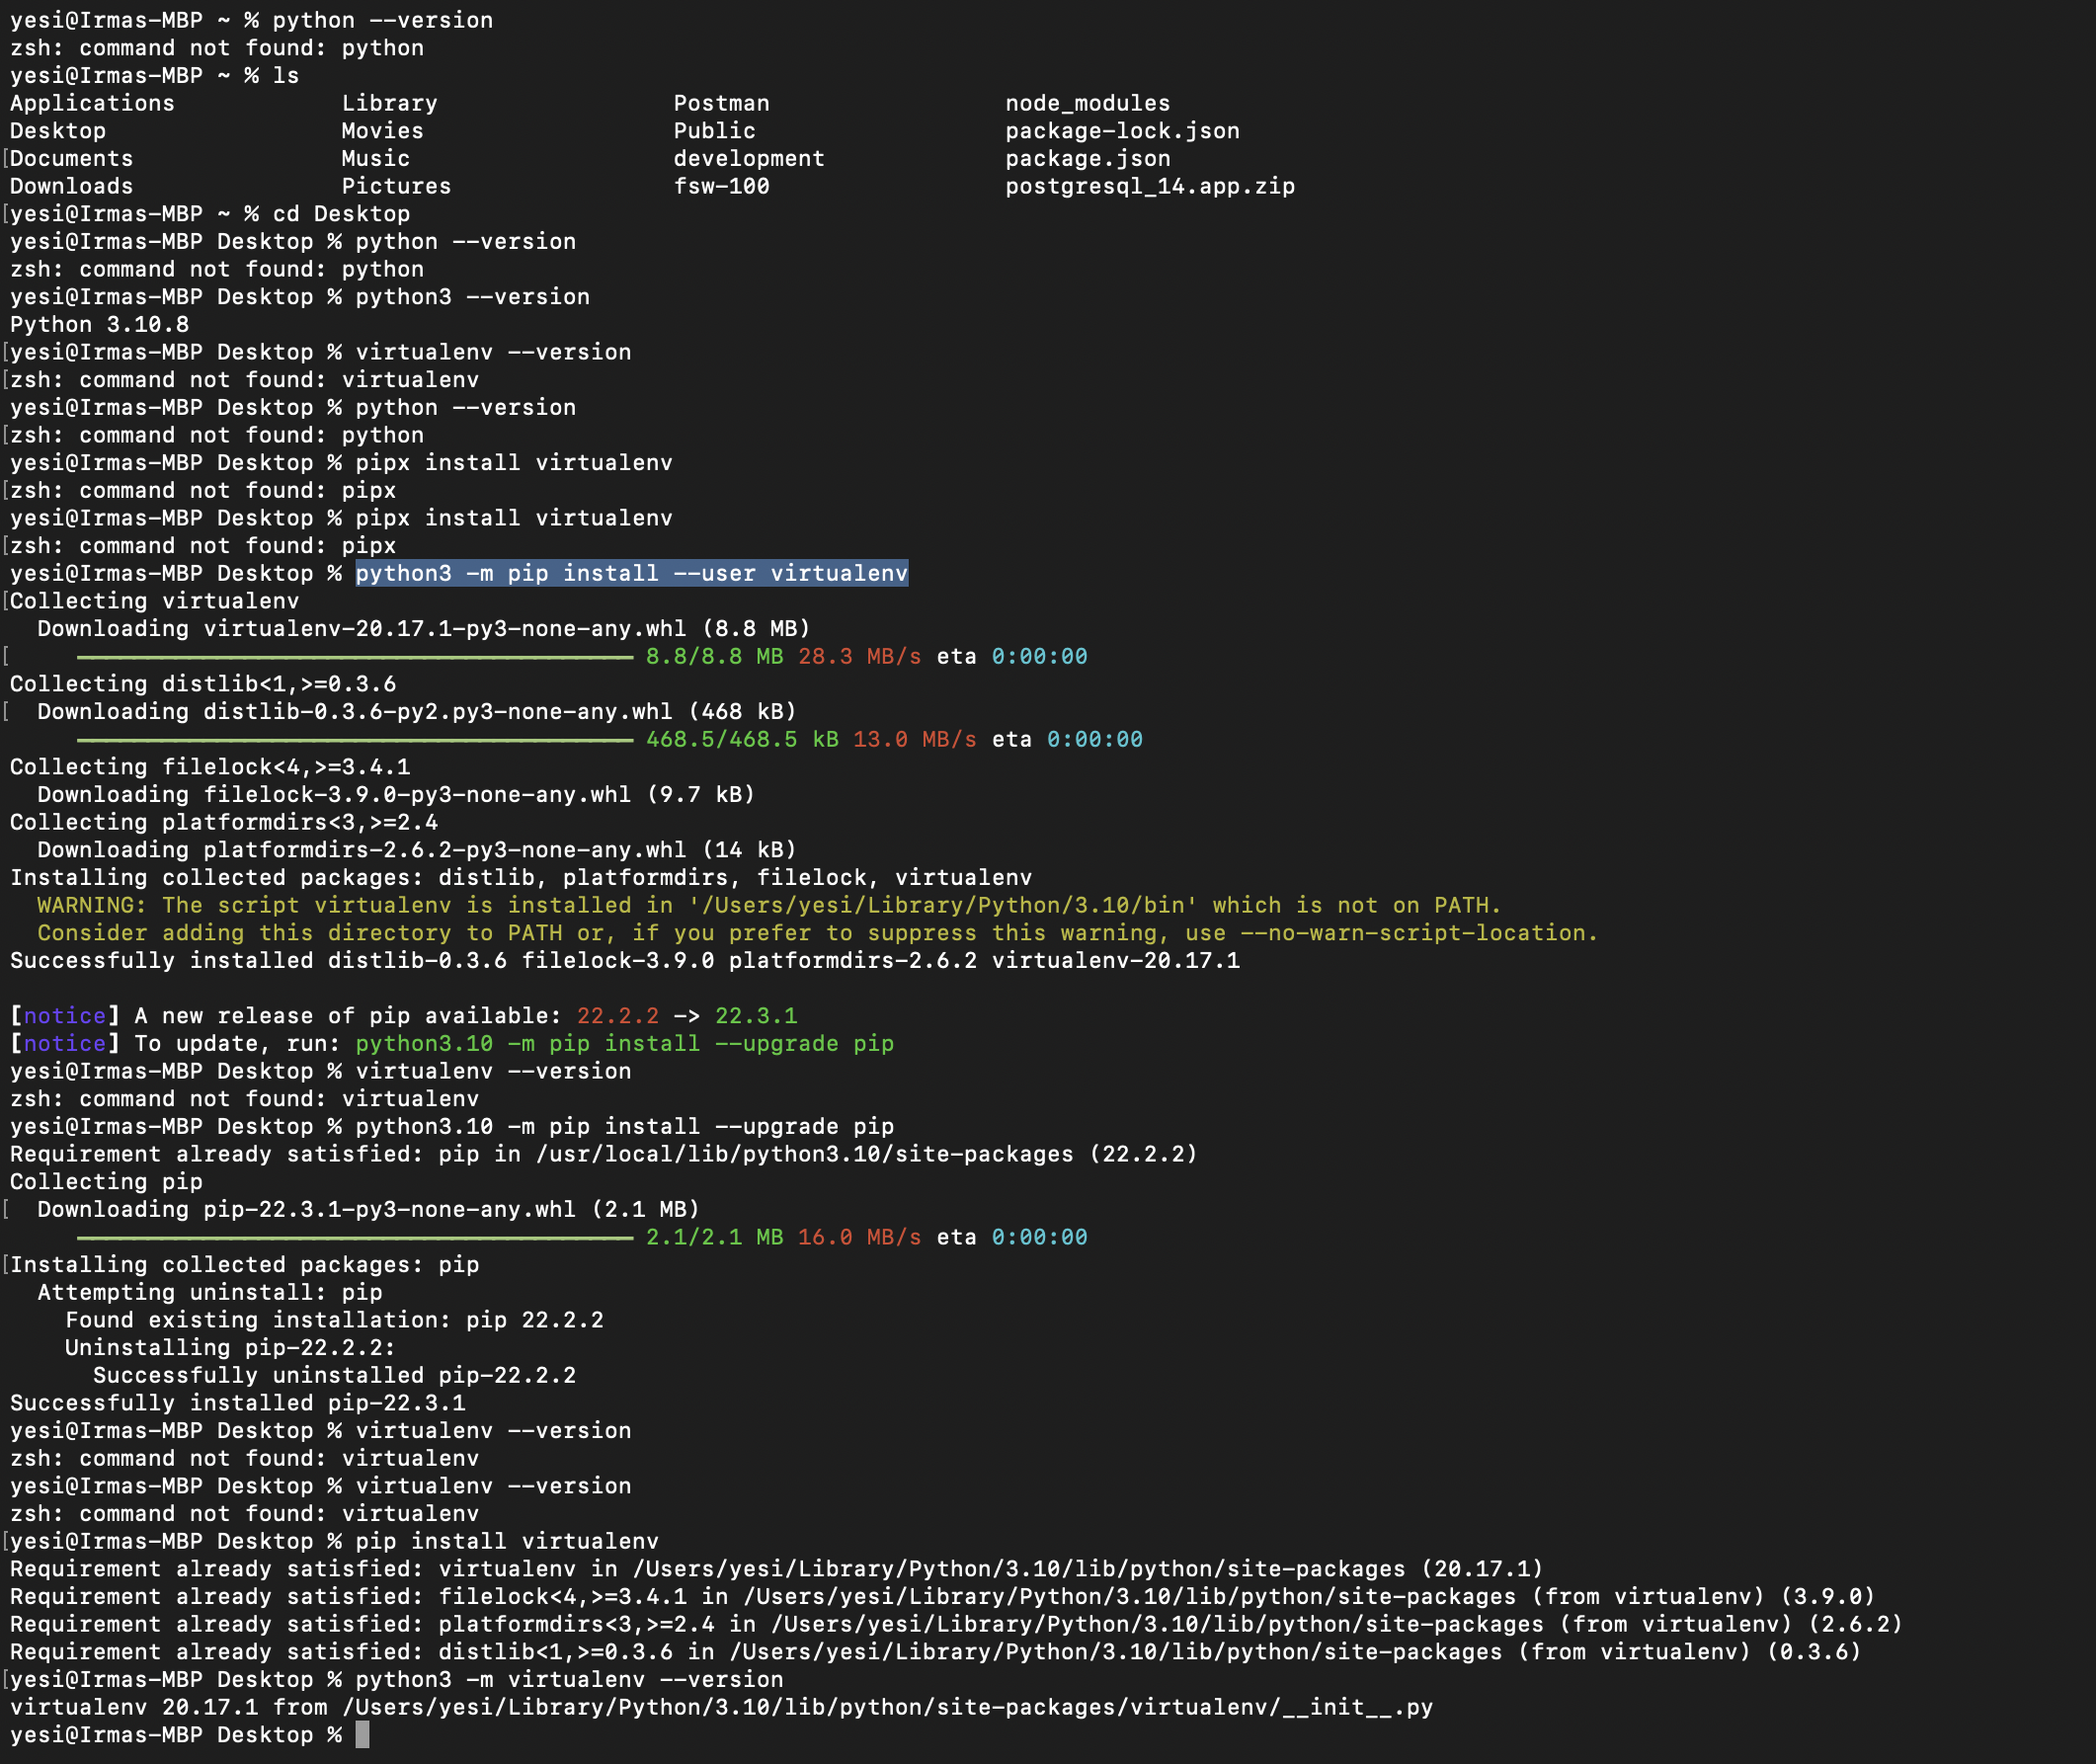 yesi@Irmas-MBP ~ % python --version
zsh: command not found: python
yesi@Irmas-MBP ~ % ls
Applications            Library                 Postman                 node_modules
Desktop                 Movies                  Public                  package-lock.json
[Documents               Music                   development             package.json
Downloads               Pictures                fsw-100                 postgresql_14.app.zip
[yesi@Irmas-MBP ~ % cd Desktop
yesi@Irmas-MBP Desktop % python --version
zsh: command not found: python
yesi@Irmas-MBP Desktop % python3 --version
Python 3.10.8
[yesi@Irmas-MBP Desktop % virtualenv --version
[zsh: command not found: virtualenv
yesi@Irmas-MBP Desktop % python --version
[zsh: command not found: python
yesi@Irmas-MBP Desktop % pipx install virtualenv
[zsh: command not found: pipx
yesi@Irmas-MBP Desktop % pipx install virtualenv
[zsh: command not found: pipx
yesi@Irmas-MBP Desktop % python3 -m pip install --user virtualenv
[Collecting virtualenv
  Downloading virtualenv-20.17.1-py3-none-any.whl (8.8 MB)
[     ━━━━━━━━━━━━━━━━━━━━━━━━━━━━━━━━━━━━━━━━ 8.8/8.8 MB 28.3 MB/s eta 0:00:00
Collecting distlib<1,>=0.3.6
[  Downloading distlib-0.3.6-py2.py3-none-any.whl (468 kB)
     ━━━━━━━━━━━━━━━━━━━━━━━━━━━━━━━━━━━━━━━━ 468.5/468.5 kB 13.0 MB/s eta 0:00:00
Collecting filelock<4,>=3.4.1
  Downloading filelock-3.9.0-py3-none-any.whl (9.7 kB)
Collecting platformdirs<3,>=2.4
  Downloading platformdirs-2.6.2-py3-none-any.whl (14 kB)
Installing collected packages: distlib, platformdirs, filelock, virtualenv
  WARNING: The script virtualenv is installed in '/Users/yesi/Library/Python/3.10/bin' which is not on PATH.
  Consider adding this directory to PATH or, if you prefer to suppress this warning, use --no-warn-script-location.
Successfully installed distlib-0.3.6 filelock-3.9.0 platformdirs-2.6.2 virtualenv-20.17.1

[notice] A new release of pip available: 22.2.2 -> 22.3.1
[notice] To update, run: python3.10 -m pip install --upgrade pip
yesi@Irmas-MBP Desktop % virtualenv --version
zsh: command not found: virtualenv
yesi@Irmas-MBP Desktop % python3.10 -m pip install --upgrade pip
Requirement already satisfied: pip in /usr/local/lib/python3.10/site-packages (22.2.2)
Collecting pip
[  Downloading pip-22.3.1-py3-none-any.whl (2.1 MB)
     ━━━━━━━━━━━━━━━━━━━━━━━━━━━━━━━━━━━━━━━━ 2.1/2.1 MB 16.0 MB/s eta 0:00:00
[Installing collected packages: pip
  Attempting uninstall: pip
    Found existing installation: pip 22.2.2
    Uninstalling pip-22.2.2:
      Successfully uninstalled pip-22.2.2
Successfully installed pip-22.3.1
yesi@Irmas-MBP Desktop % virtualenv --version
zsh: command not found: virtualenv
yesi@Irmas-MBP Desktop % virtualenv --version
zsh: command not found: virtualenv
[yesi@Irmas-MBP Desktop % pip install virtualenv
Requirement already satisfied: virtualenv in /Users/yesi/Library/Python/3.10/lib/python/site-packages (20.17.1)
Requirement already satisfied: filelock<4,>=3.4.1 in /Users/yesi/Library/Python/3.10/lib/python/site-packages (from virtualenv) (3.9.0)
Requirement already satisfied: platformdirs<3,>=2.4 in /Users/yesi/Library/Python/3.10/lib/python/site-packages (from virtualenv) (2.6.2)
Requirement already satisfied: distlib<1,>=0.3.6 in /Users/yesi/Library/Python/3.10/lib/python/site-packages (from virtualenv) (0.3.6)
[yesi@Irmas-MBP Desktop % python3 -m virtualenv --version
virtualenv 20.17.1 from /Users/yesi/Library/Python/3.10/lib/python/site-packages/virtualenv/__init__.py
yesi@Irmas-MBP Desktop %